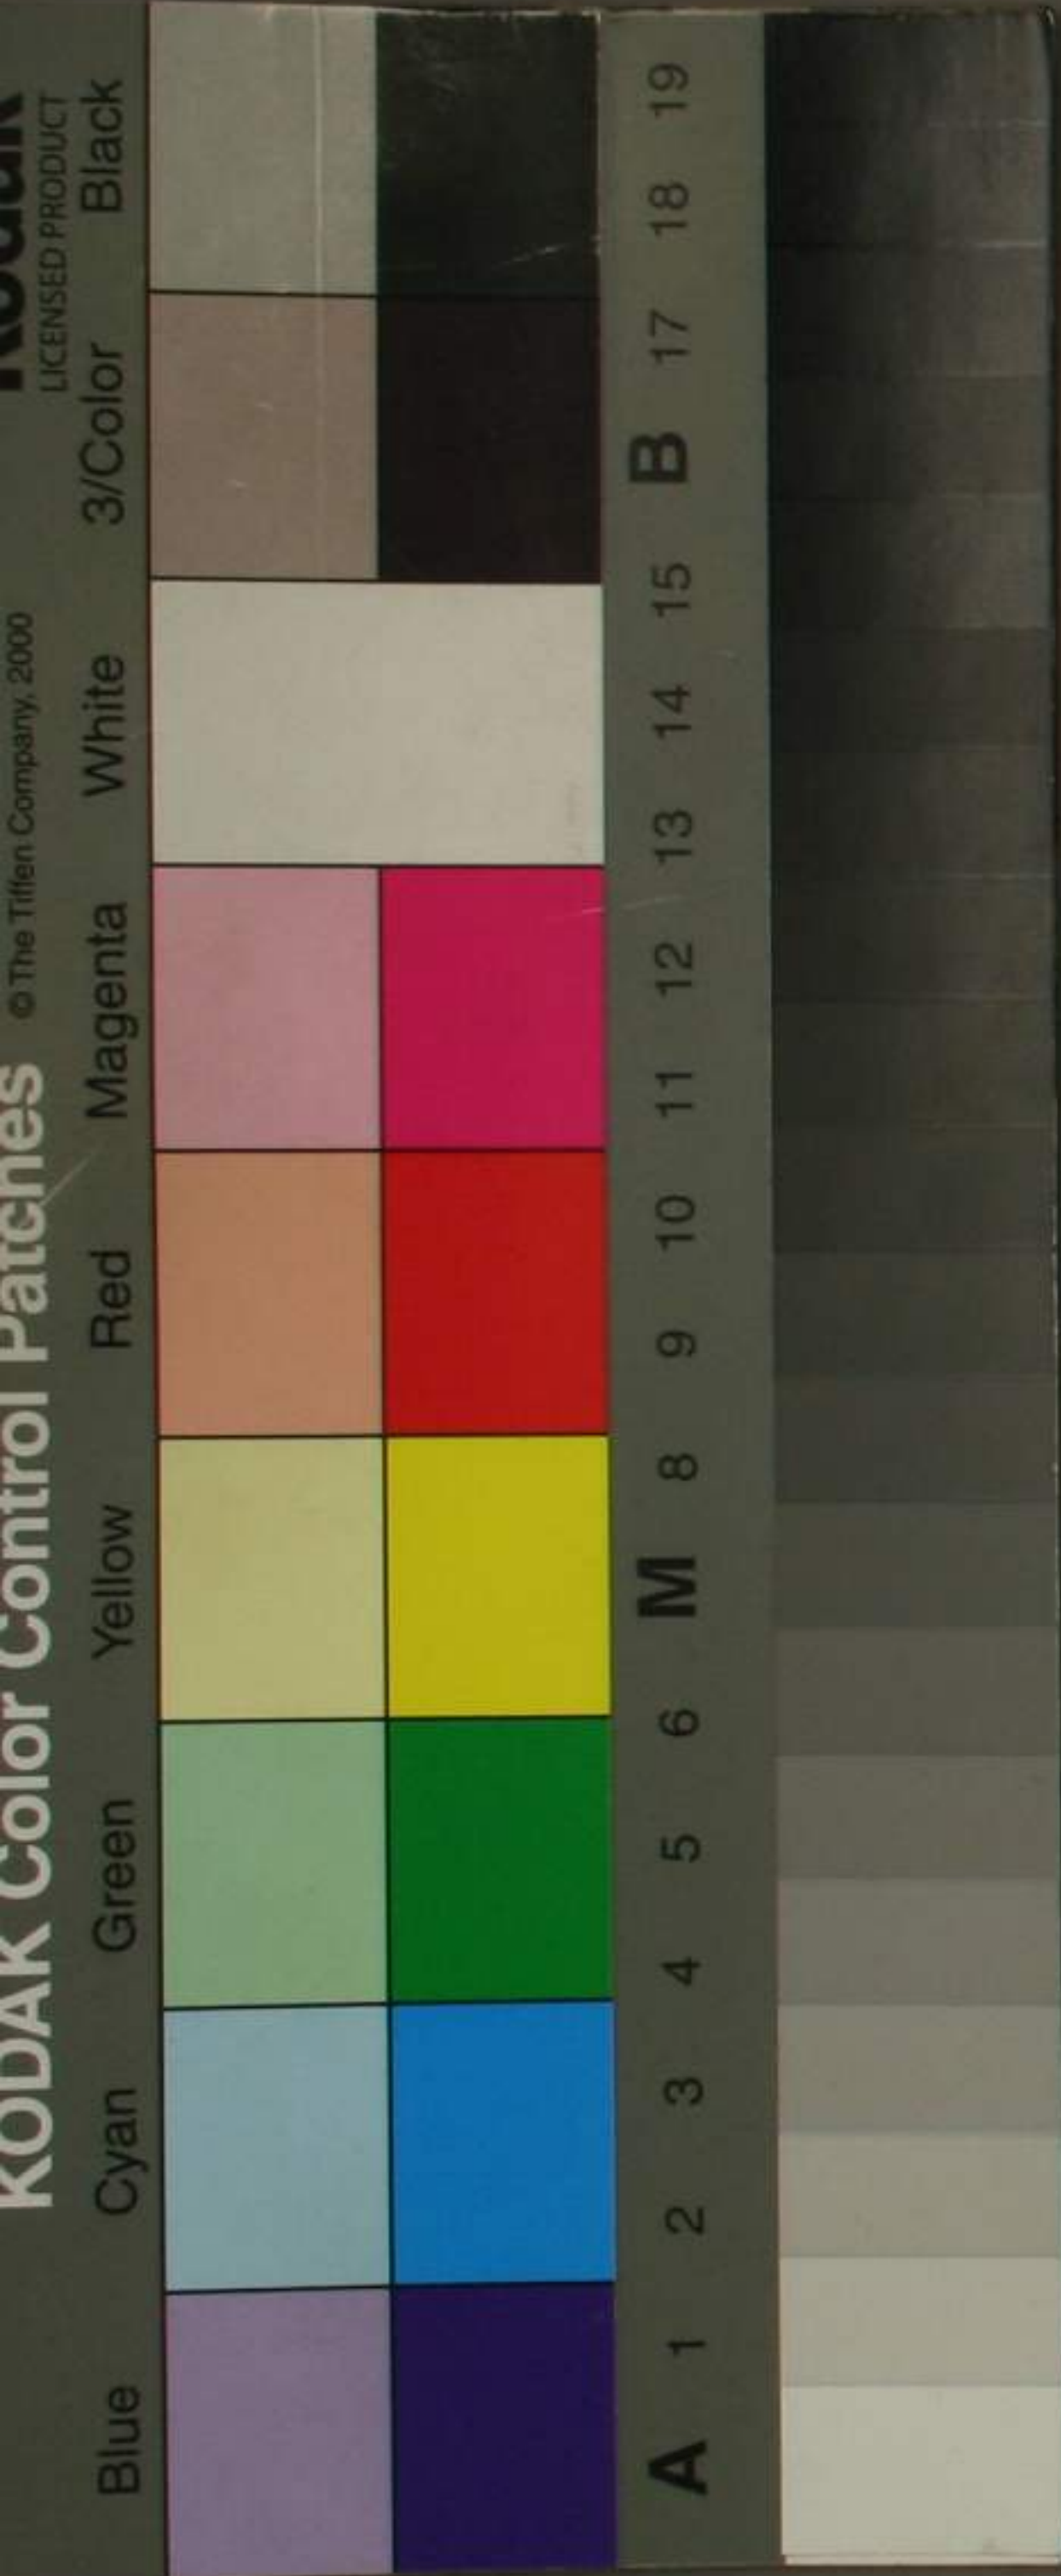 Kodak
LICENSED PRODUCT
KODAK Color Control Patches © The Tiffen Company, 2000
Blue Cyan Green Yellow Red Magenta White 3/Color Black
A 1 2 3 4 5 6 M 8 9 10 11 12 13 14 15 B 17 18 19